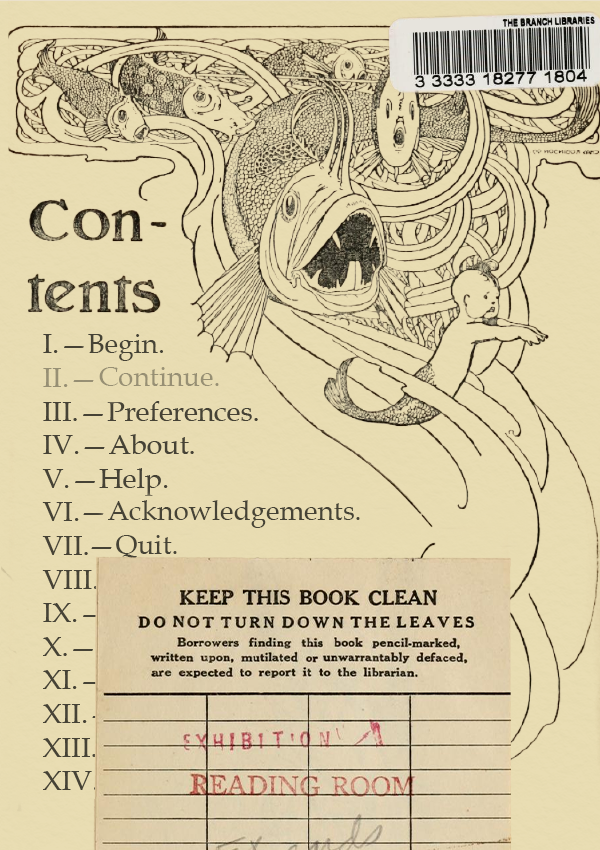 THE BRANCH LIBRARIES
3 3333 18277 1804
Con-
tents
I. — Begin.
II. — Continue.
III. — Preferences.
IV. — About.
V. — Help.
VI. — Acknowledgements.
VII. — Quit.
VIII.
IX. –
X. –
XI. –
XII.
XIII.
XIV.
KEEP THIS BOOK CLEAN
DO NOT TURN DOWN THE LEAVES
Borrowers finding this book pencil-marked,
written upon, mutilated or unwarrantably defaced,
are expected to report it to the librarian.
EXHIBITION
READING ROOM